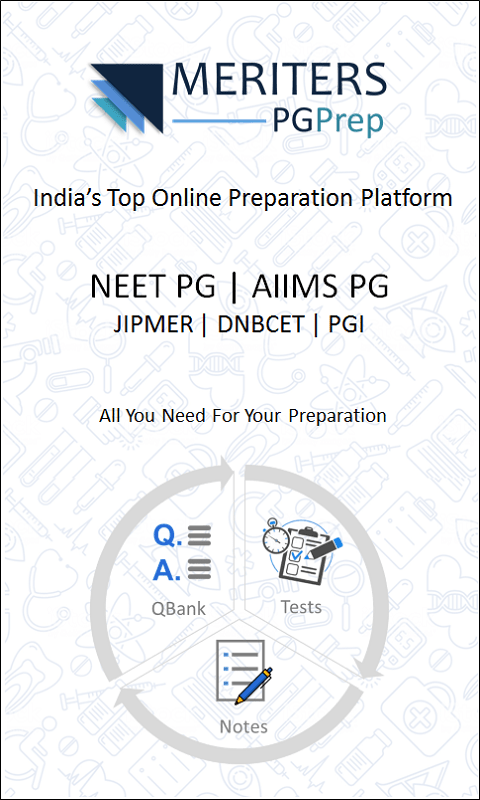 MERITERS
PGPrep
India's Top Online Preparation Platform
NEET PG | AIIMS PG
JIPMER | DNBCET | PGI
All You Need For Your Preparation
Q.
A.
QBank
Tests
Notes